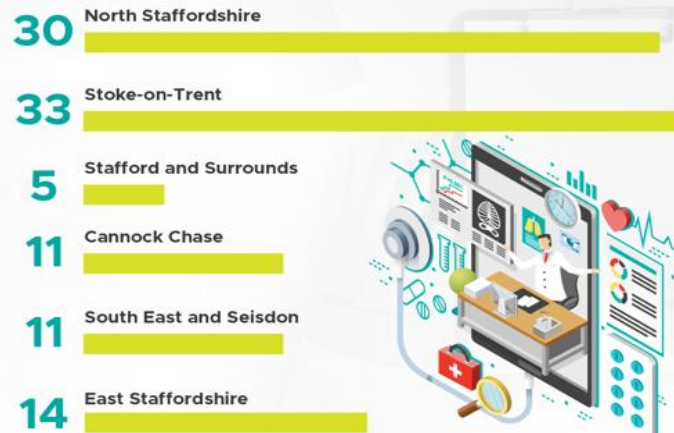 30 North Staffordshire
33 Stoke-on-Trent
5 Stafford and Surrounds
11 Cannock Chase
11 South East and Seisdon
14 East Staffordshire